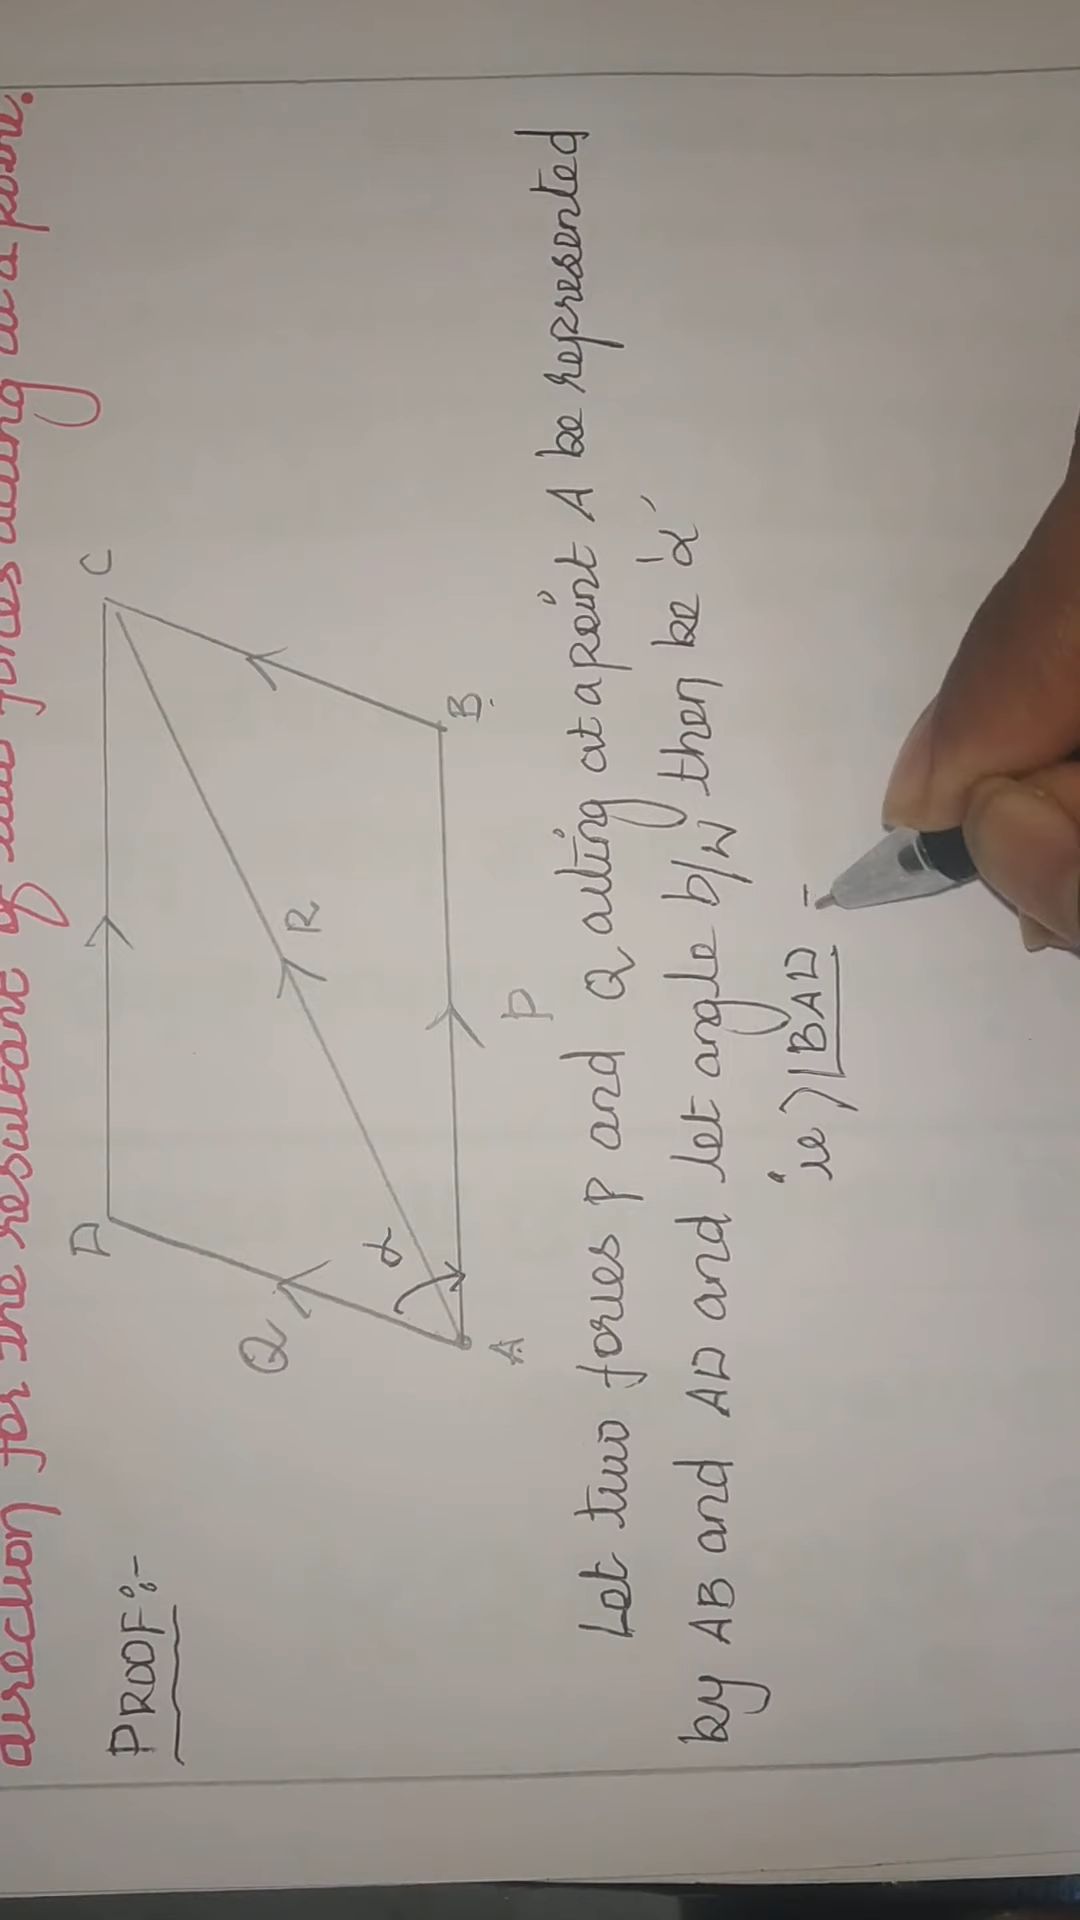 direction for the resultant of two forces acting at a point.
PROOF:-
D
C
Q
R
α
A
B
P
Let two forces P and Q acting at a point A be represented
by AB and AD and let angle b/w then be 'α'
ie) ∠BAD =